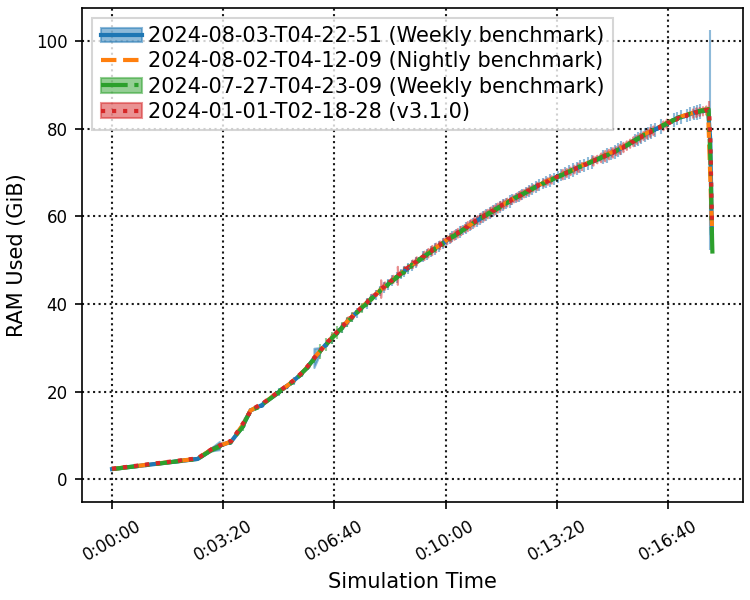 2024-08-03-T04-22-51 (Weekly benchmark)
2024-08-02-T04-12-09 (Nightly benchmark)
2024-07-27-T04-23-09 (Weekly benchmark)
2024-01-01-T02-18-28 (v3.1.0)
100
80
60
40
20
0
RAM Used (GiB)
0:00:00
0:03:20
0:06:40
0:10:00
0:13:20
0:16:40
Simulation Time